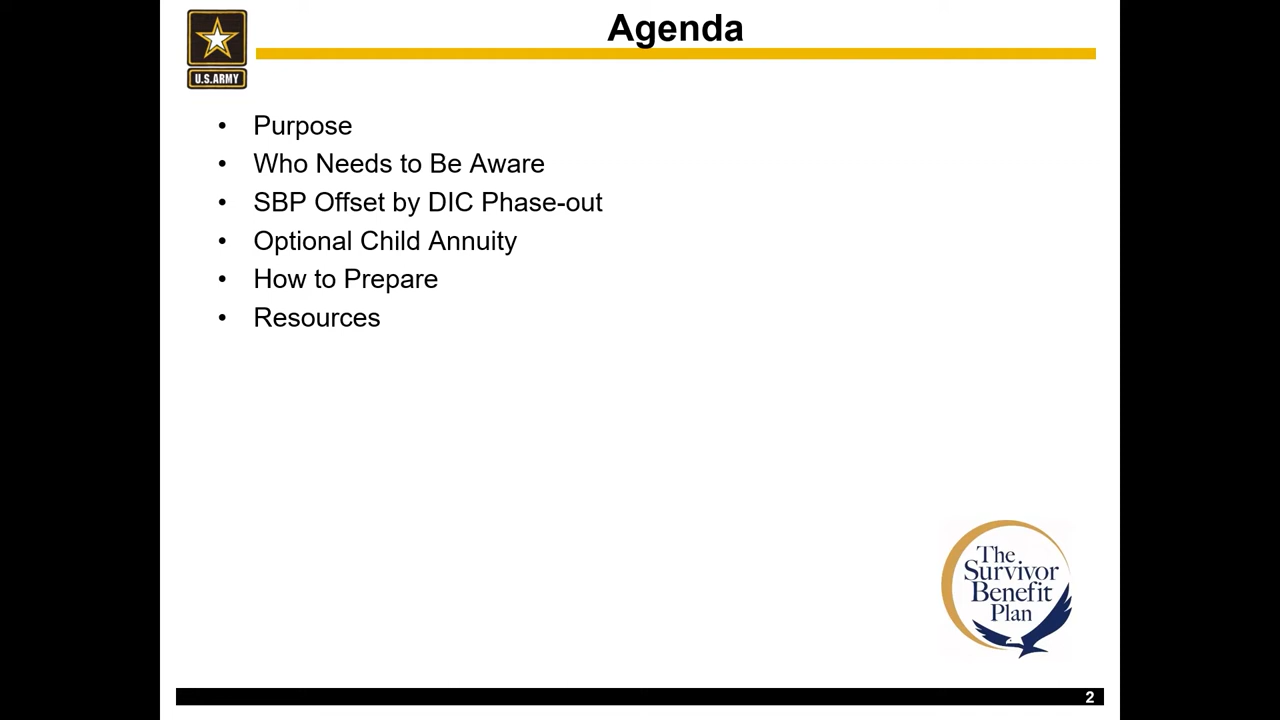 Agenda
U.S.ARMY
• Purpose
• Who Needs to Be Aware
• SBP Offset by DIC Phase-out
• Optional Child Annuity
• How to Prepare
• Resources
The
Survivor
Benefit
Plan
2